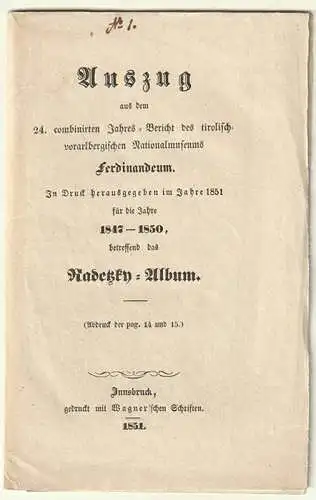 No 1.
Auszug
aus dem
24. combinirten Jahres-Bericht des tirolisch-
vorarlbergischen Nationalmuseums
Ferdinandeum.
In Druck herausgegeben im Jahre 1851
für die Jahre
1847—1850,
betreffend das
Radetzky-Album.
(Abdruck der pag. 14 und 15.)
Innsbruck,
gedruckt mit Wagner'schen Schriften.
1851.